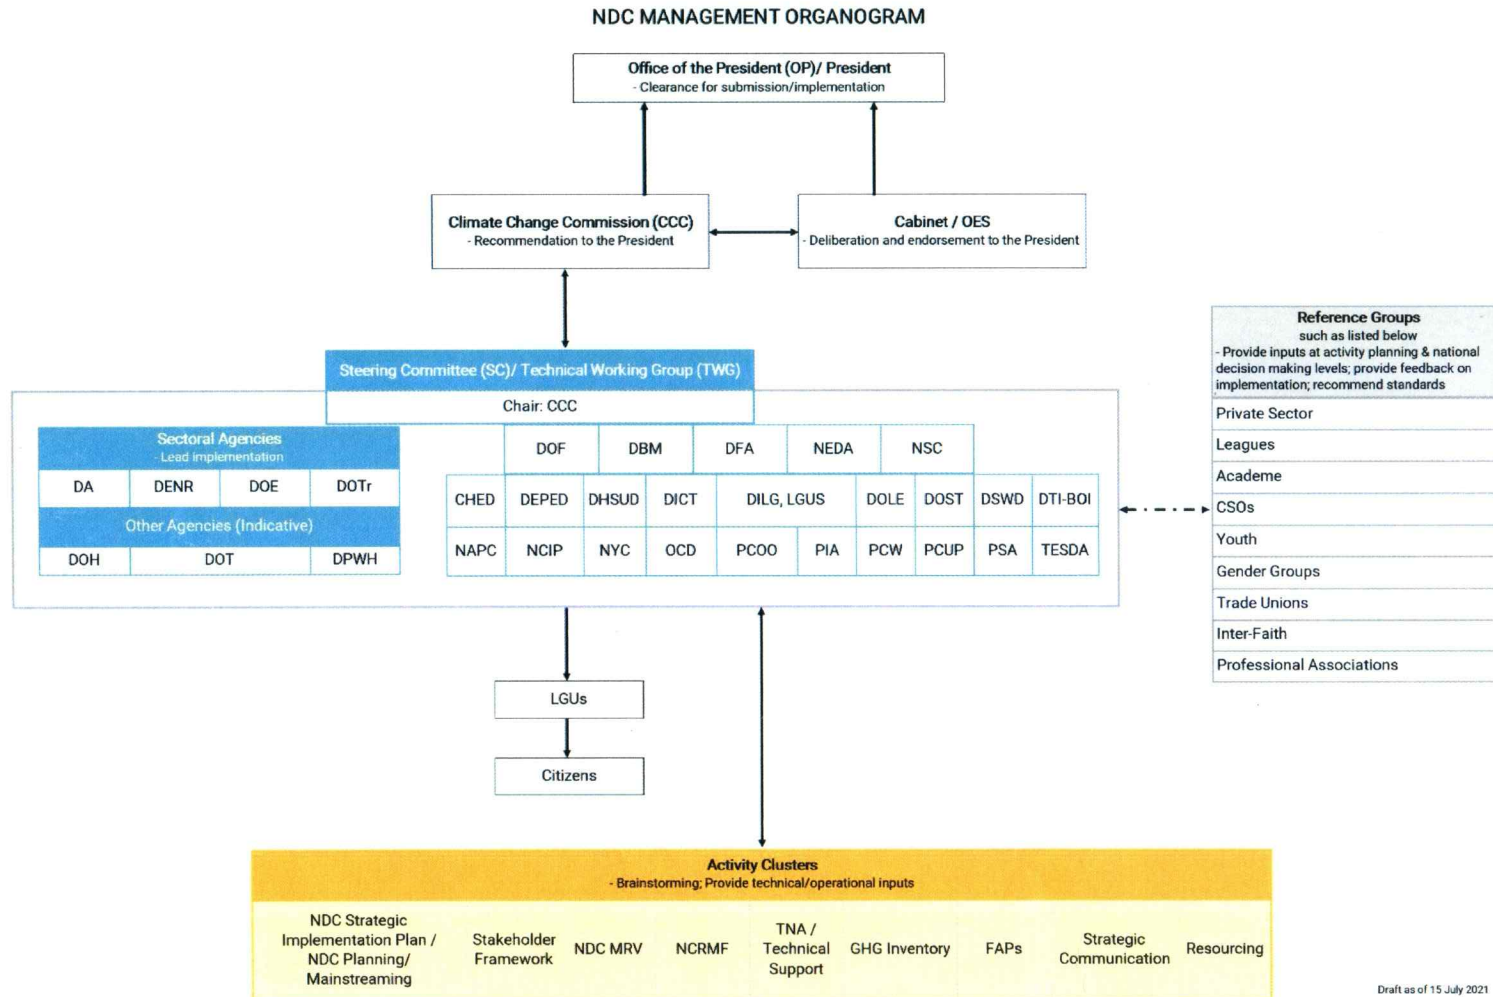 NDC MANAGEMENT ORGANOGRAM
Office of the President (OP)/ President
- Clearance for submission/implementation
Climate Change Commission (CCC)
- Recommendation to the President
Cabinet / OES
- Deliberation and endorsement to the President
Steering Committee (SC)/ Technical Working Group (TWG)
Chair: CCC
Sectoral Agencies
- Lead implementation
DA DENR DOE DOTr
Other Agencies (Indicative)
DOH DOT DPWH
DOF DBM DFA NEDA NSC
CHED DEPED DHSUD DICT DILG, LGUS DOLE DOST DSWD DTI-BOI
NAPC NCIP NYC OCD PCOO PIA PCW PCUP PSA TESDA
Reference Groups
such as listed below
- Provide inputs at activity planning & national
decision making levels; provide feedback on
implementation; recommend standards
Private Sector
Leagues
Academe
CSOs
Youth
Gender Groups
Trade Unions
Inter-Faith
Professional Associations
LGUs
Citizens
Activity Clusters
- Brainstorming; Provide technical/operational inputs
NDC Strategic
Implementation Plan /
NDC Planning/
Mainstreaming
Stakeholder
Framework
NDC MRV
NCRMF
TNA /
Technical
Support
GHG Inventory
FAPs
Strategic
Communication
Resourcing
Draft as of 15 July 2021